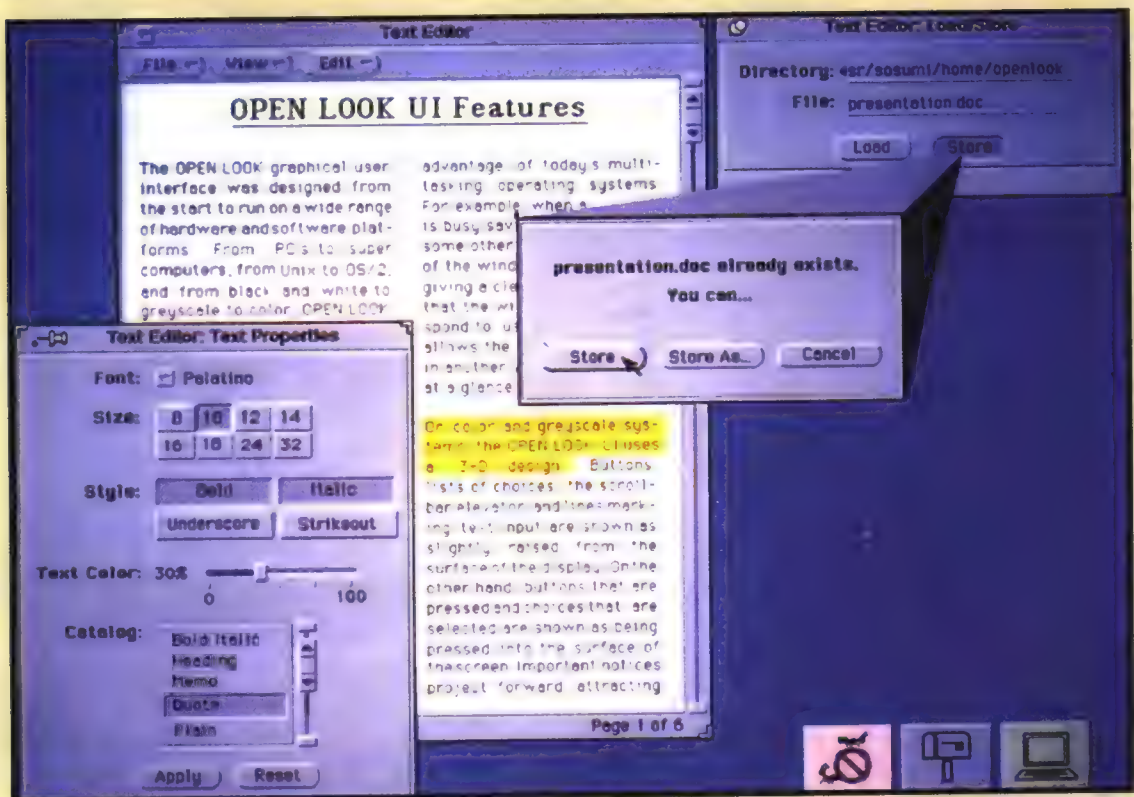 Text Editor
File View Edit
OPEN LOOK UI Features
The OPEN LOOK graphical user
interface was designed from
the start to run on a wide range
of hardware and software plat-
forms From PCs to super
computers, from Unix to OS/2,
and from black and white to
greyscale to color OPEN LOOK
advantage of today's multi-
tasking operating systems
For example when a
is busy sav
some other
of the wind
giving a cle
that the wi
spond to us
allows the
in another
at a glance
On color and greyscale sys-
tems the OPEN LOOK UI uses
a 3-D design Buttons
lists of choices the scroll-
bar elevator and lines mark-
ing text input are shown as
slightly raised from the
surface of the display On the
other hand buttons that are
pressed and choices that are
selected are shown as being
pressed into the surface of
the screen Important notices
project forward attracting
Page 1 of 6
Text Editor: Load/Store
Directory: usr/sosumi/home/openlook
File: presentation.doc
Load Store
presentation.doc already exists.
You can...
Store Store As... Cancel
Text Editor: Text Properties
Font: Palatino
Size: 8 10 12 14
16 18 24 32
Style: Bold Italic
Underscore Strikeout
Text Color: 30%
0 100
Catalog: Bold Italic
Heading
Memo
Quote
Plain
Apply Reset